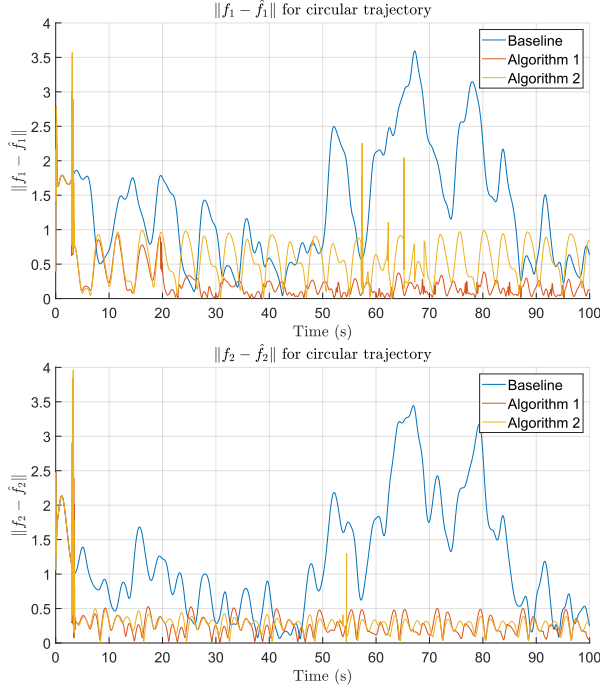 ‖f₁ − f̂₁‖ for circular trajectory
4
3.5
3
2.5
2
1.5
1
0.5
0
‖f₁ − f̂₁‖
Baseline
Algorithm 1
Algorithm 2
0 10 20 30 40 50 60 70 80 90 100
Time (s)
‖f₂ − f̂₂‖ for circular trajectory
4
3.5
3
2.5
2
1.5
1
0.5
0
‖f₂ − f̂₂‖
Baseline
Algorithm 1
Algorithm 2
0 10 20 30 40 50 60 70 80 90 100
Time (s)